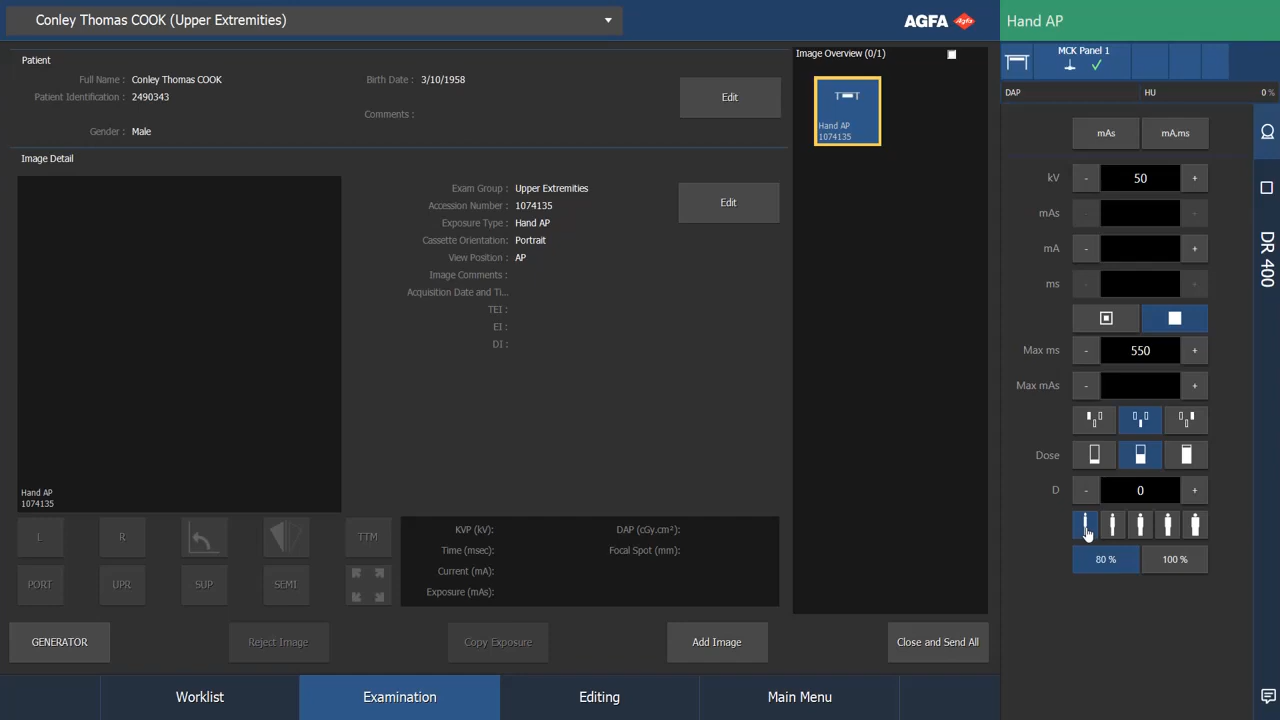 Conley Thomas COOK (Upper Extremities)
AGFA
Hand AP
Patient
Full Name : Conley Thomas COOK
Birth Date : 3/10/1958
Patient Identification : 2490343
Comments :
Gender : Male
Edit
Image Overview (0/1)
Hand AP
1074135
MCK Panel 1
DAP
HU
0 %
Image Detail
Exam Group : Upper Extremities
Accession Number : 1074135
Exposure Type : Hand AP
Cassette Orientation: Portrait
View Position : AP
Image Comments :
Acquisition Date and Ti...
TEI :
EI :
DI :
Edit
Hand AP
1074135
L
R
TTM
PORT
UPR
SUP
SEMI
KVP (kV):
DAP (cGy.cm²):
Time (msec):
Focal Spot (mm):
Current (mA):
Exposure (mAs):
GENERATOR
Reject Image
Copy Exposure
Add Image
Close and Send All
Worklist
Examination
Editing
Main Menu
mAs
mA,ms
kV - 50 +
mAs - +
mA - +
ms - +
Max ms - 550 +
Max mAs - +
Dose
D - 0 +
80 %
100 %
DR 400